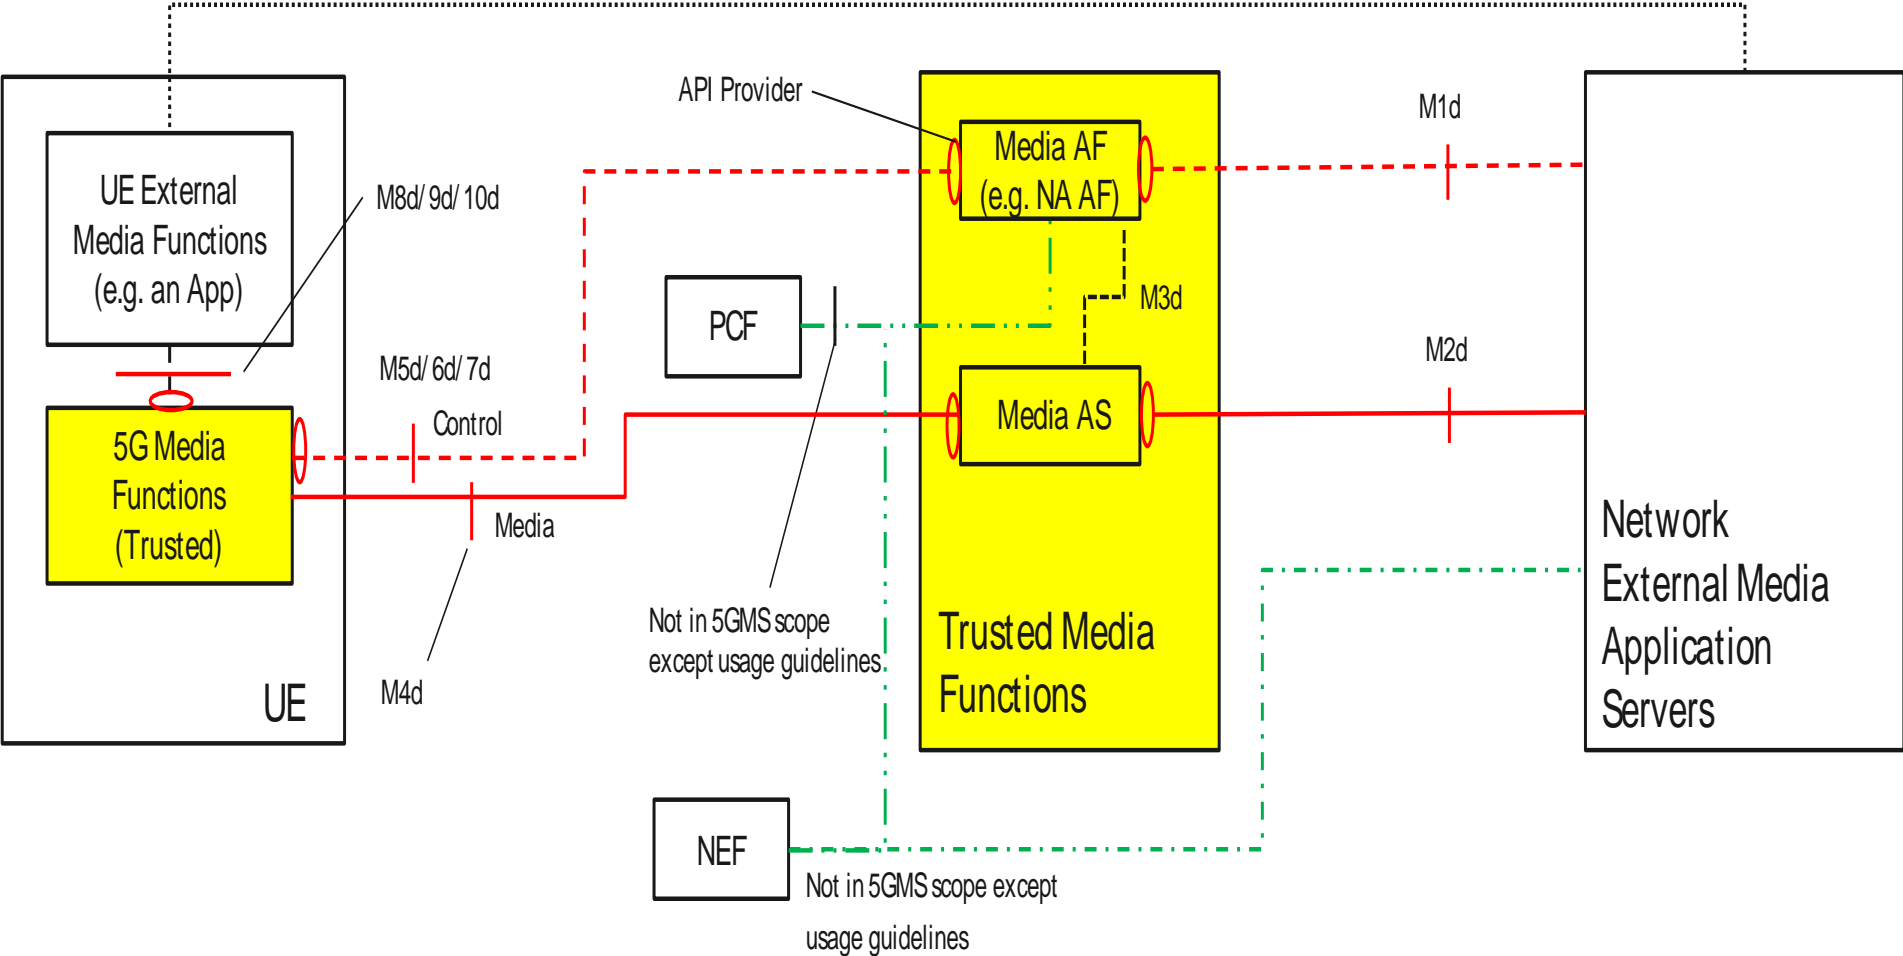 API Provider
M1d
Media AF
(e.g. NA AF)
UE External
Media Functions
(e.g. an App)
M8d/ 9d/ 10d
PCF
M3d
M2d
M5d/ 6d/ 7d
Control
Media AS
5G Media
Functions
(Trusted)
Media
M4d
UE
Not in 5GMS scope
except usage guidelines
Trusted Media
Functions
Network
External Media
Application
Servers
NEF
Not in 5GMS scope except
usage guidelines